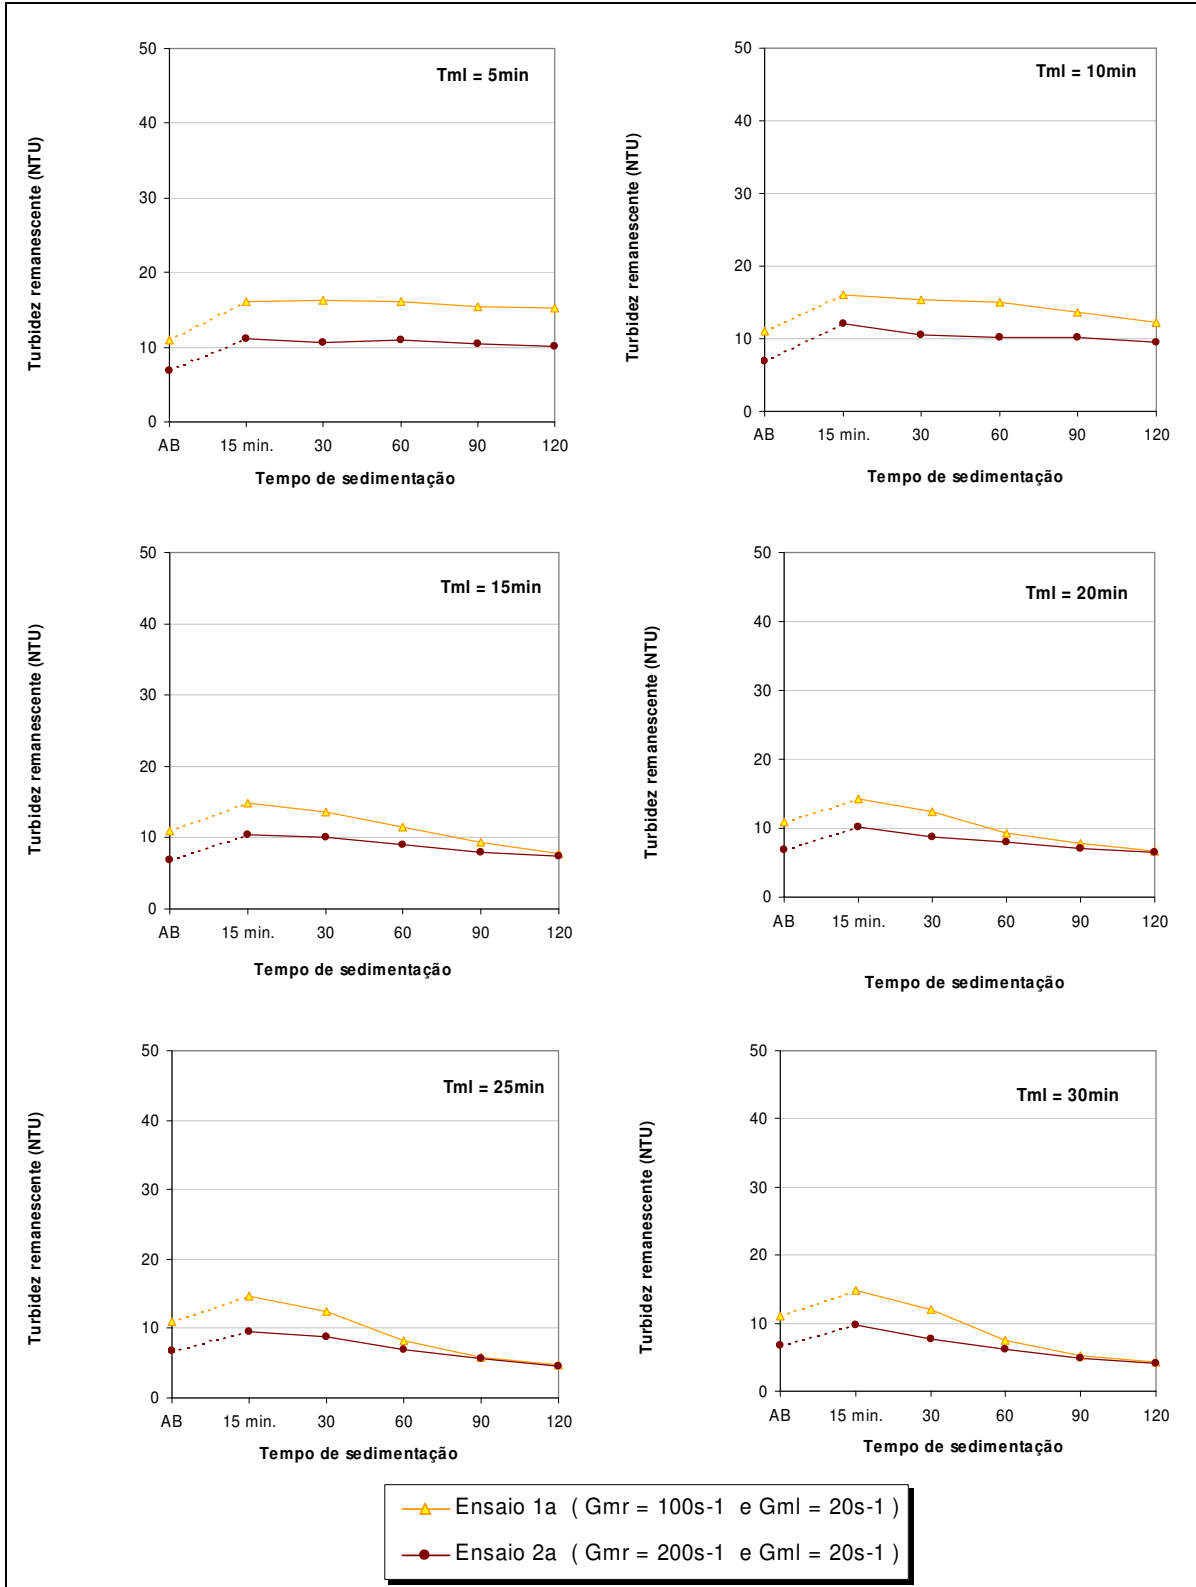 Tml = 5min
Turbidez remanescente (NTU)
50
40
30
20
10
0
AB 15 min. 30 60 90 120
Tempo de sedimentação
Tml = 10min
Turbidez remanescente (NTU)
50
40
30
20
10
0
AB 15 min. 30 60 90 120
Tempo de sedimentação
Tml = 15min
Turbidez remanescente (NTU)
50
40
30
20
10
0
AB 15 min. 30 60 90 120
Tempo de sedimentação
Tml = 20min
Turbidez remanescente (NTU)
50
40
30
20
10
0
AB 15 min. 30 60 90 120
Tempo de sedimentação
Tml = 25min
Turbidez remanescente (NTU)
50
40
30
20
10
0
AB 15 min. 30 60 90 120
Tempo de sedimentação
Tml = 30min
Turbidez remanescente (NTU)
50
40
30
20
10
0
AB 15 min. 30 60 90 120
Tempo de sedimentação
Ensaio 1a ( Gmr = 100s-1 e Gml = 20s-1 )
Ensaio 2a ( Gmr = 200s-1 e Gml = 20s-1 )